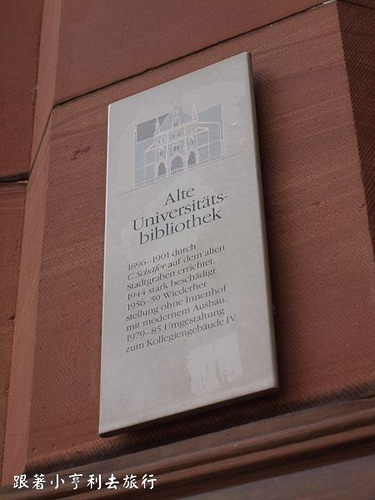 Alte
Universitäts-
bibliothek
1896–1901 durch
C. Schäfer auf dem alten
Stadtgraben errichtet.
1944 stark beschädigt.
1956–59 Wiederher
stellung ohne Innenhof
mit modernem Ausbau.
1979–85 Umgestaltung
zum Kollegiengebäude IV.
跟著小亨利去旅行